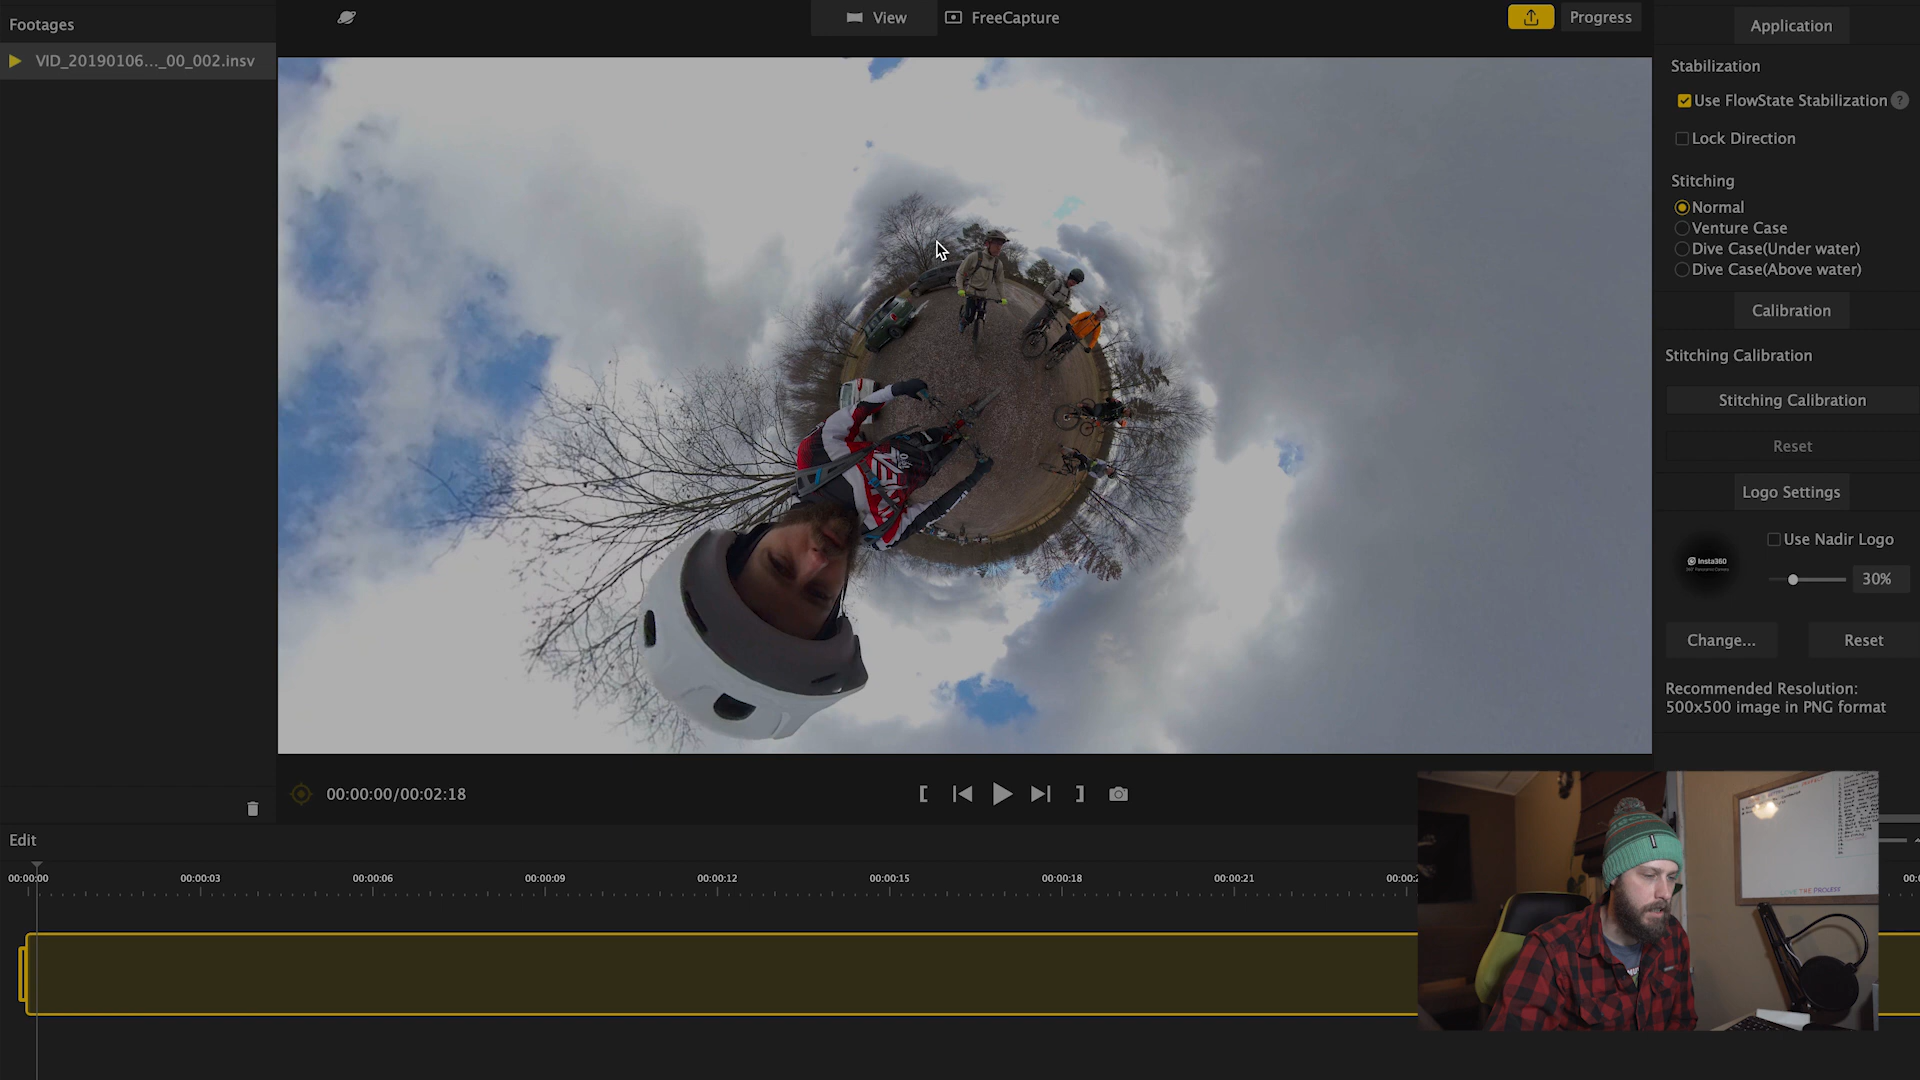 Footages
View
FreeCapture
Progress
Application
VID_20190106..._00_002.insv
Stabilization
Use FlowState Stabilization ?
Lock Direction
Stitching
Normal
Venture Case
Dive Case(Under water)
Dive Case(Above water)
Calibration
Stitching Calibration
Stitching Calibration
Reset
Logo Settings
Use Nadir Logo
Insta360
30%
Change...
Reset
Recommended Resolution:
500x500 image in PNG format
00:00:00/00:02:18
Edit
00:00:00
00:00:03
00:00:06
00:00:09
00:00:12
00:00:15
00:00:18
00:00:21
LOVE THE PROCESS